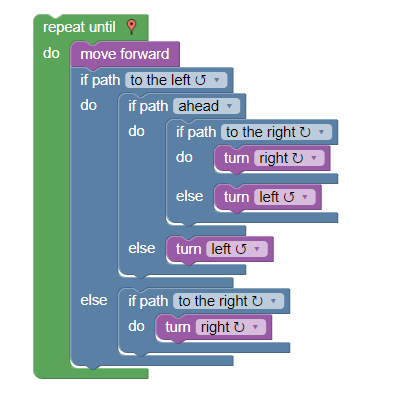 repeat until
do move forward
if path to the left ↺ ▾
do if path ahead ▾
do if path to the right ↻ ▾
do turn right ↻ ▾
else turn left ↺ ▾
else turn left ↺ ▾
else if path to the right ↻ ▾
do turn right ↻ ▾